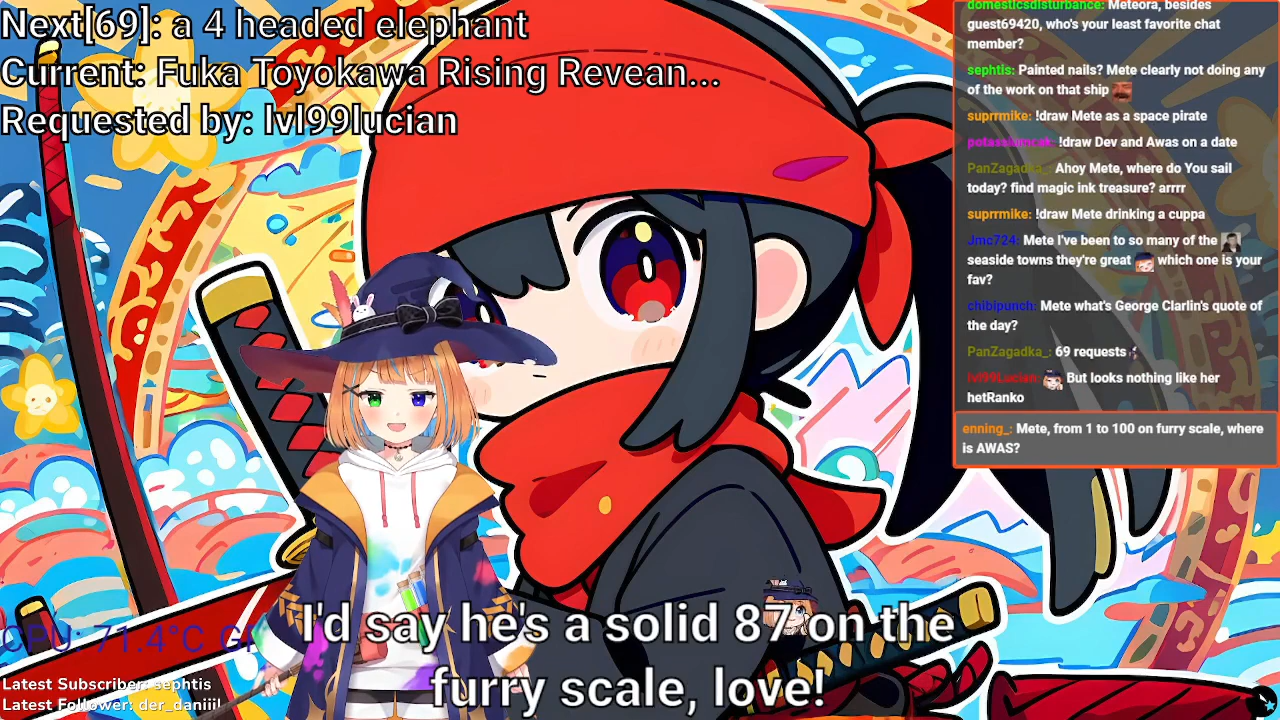 Next[69]: a 4 headed elephant
Current: Fuka Toyokawa Rising Revean...
Requested by: lvl99lucian
domesticsdisturbance: Meteora, besides
guest69420, who's your least favorite chat
member?
sephtis: Painted nails? Mete clearly not doing any
of the work on that ship
suprrmike: !draw Mete as a space pirate
!draw Dev and Awas on a date
PanZagadka_: Ahoy Mete, where do You sail
today? find magic ink treasure? arrrr
suprrmike: !draw Mete drinking a cuppa
Jmc724: Mete I've been to so many of the
seaside towns they're great which one is your
fav?
chibipunch: Mete what's George Clarlin's quote of
the day?
PanZagadka_: 69 requests
lvl99Lucian: But looks nothing like her
hetRanko
enning_: Mete, from 1 to 100 on furry scale, where
is AWAS?
I'd say he's a solid 87 on the
furry scale, love!
CPU: 71.4°C
Latest Subscriber: sephtis
Latest Follower: der_daniiil